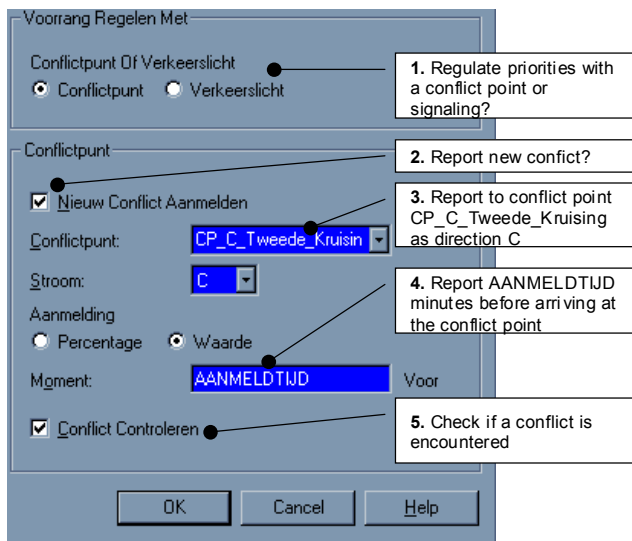 Voorrang Regelen Met
Conflictpunt Of Verkeerslicht
Conflictpunt Verkeerslicht
1. Regulate priorities with
a conflict point or
signaling?
Conflictpunt
2. Report new confict?
Nieuw Conflict Aanmelden
3. Report to conflict point
CP_C_Tweede_Kruising
as direction C
Conflictpunt: CP_C_Tweede_Kruisin
Stroom: C
4. Report AANMELDTIJD
minutes before arriving at
the conflict point
Aanmelding
Percentage Waarde
Moment: AANMELDTIJD Voor
Conflict Controleren
5. Check if a conflict is
encountered
OK Cancel Help